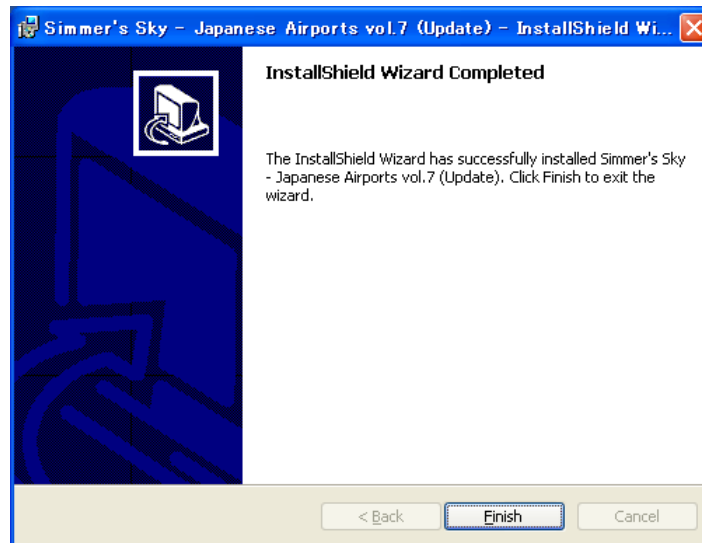 Simmer's Sky - Japanese Airports vol.7 (Update) - InstallShield Wi...
InstallShield Wizard Completed
The InstallShield Wizard has successfully installed Simmer's Sky
- Japanese Airports vol.7 (Update). Click Finish to exit the
wizard.
< Back
Finish
Cancel